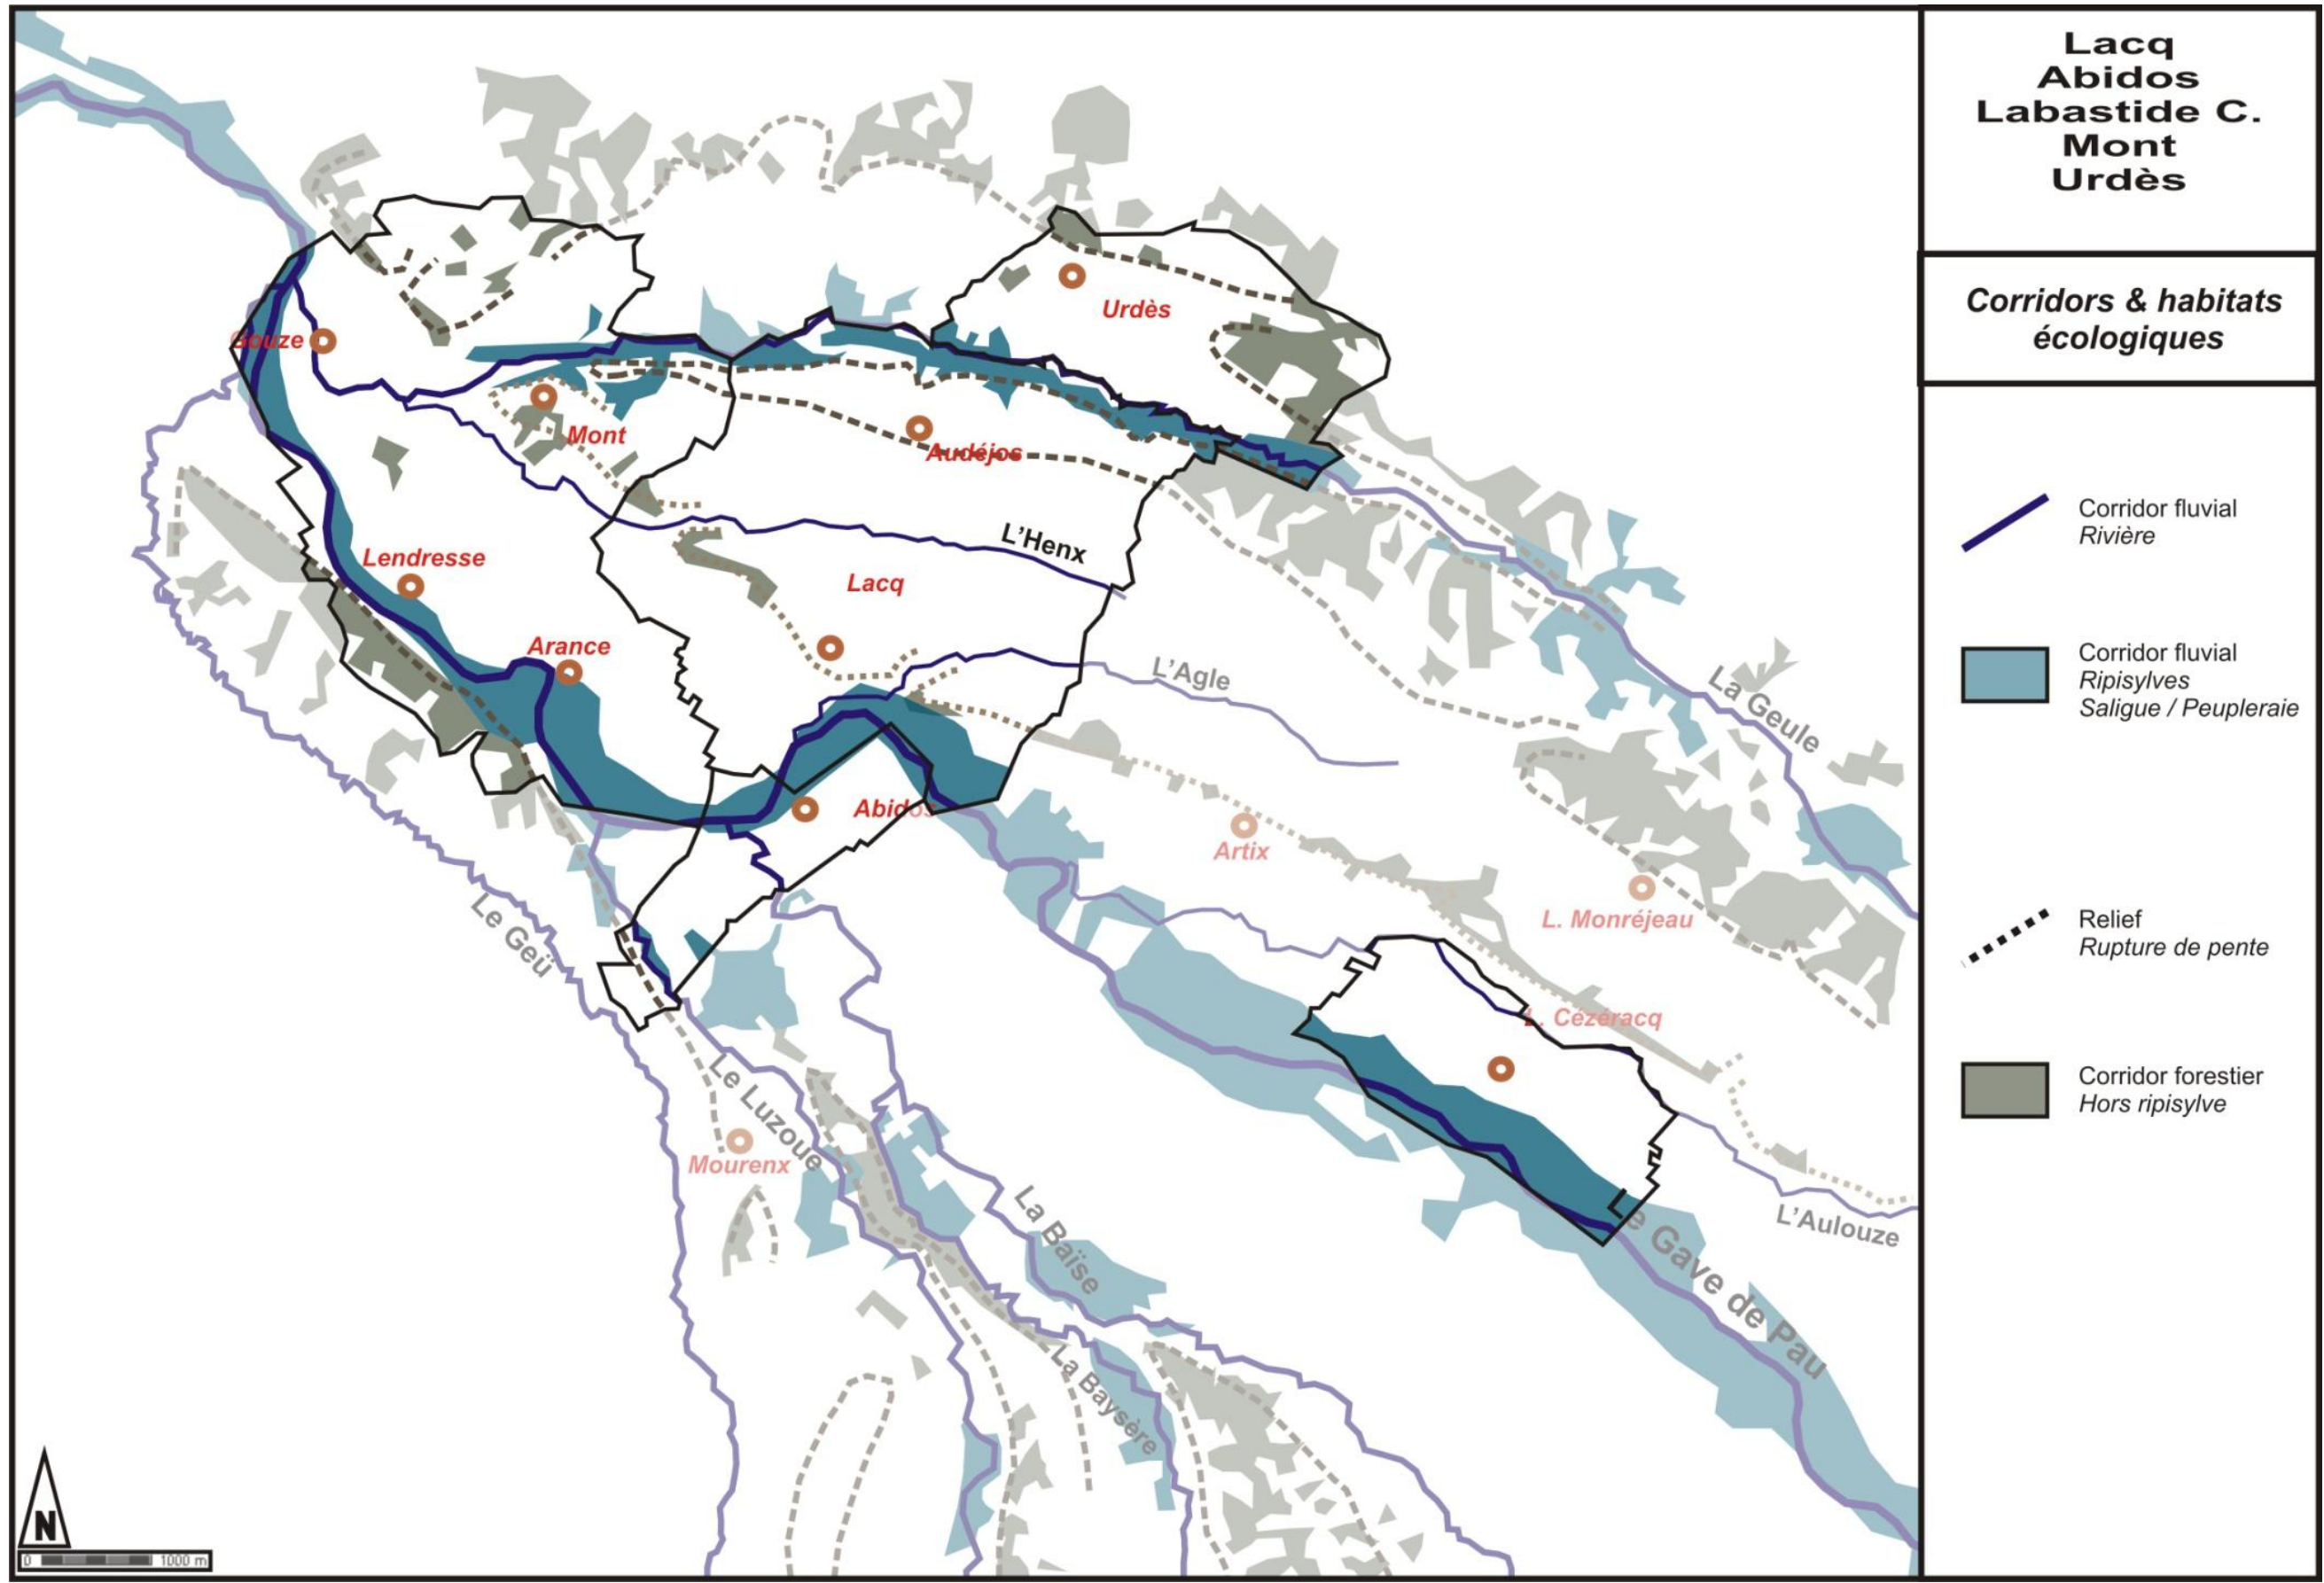 Lacq
Abidos
Labastide C.
Mont
Urdès
Corridors & habitats
écologiques
Corridor fluvial
Rivière
Corridor fluvial
Ripisylves
Saligue / Peupleraie
Relief
Rupture de pente
Corridor forestier
Hors ripisylve
Urdès
Gouze
Mont
Audéjos
L'Henx
Lendresse
Lacq
Arance
L'Agle
La Geule
Abidos
Artix
L. Monréjeau
Le Geü
L. Cézéracq
Le Luzoue
Mourenx
La Baïse
L'Aulouze
Le Gave de Pau
La Baysère
N
0 1000 m